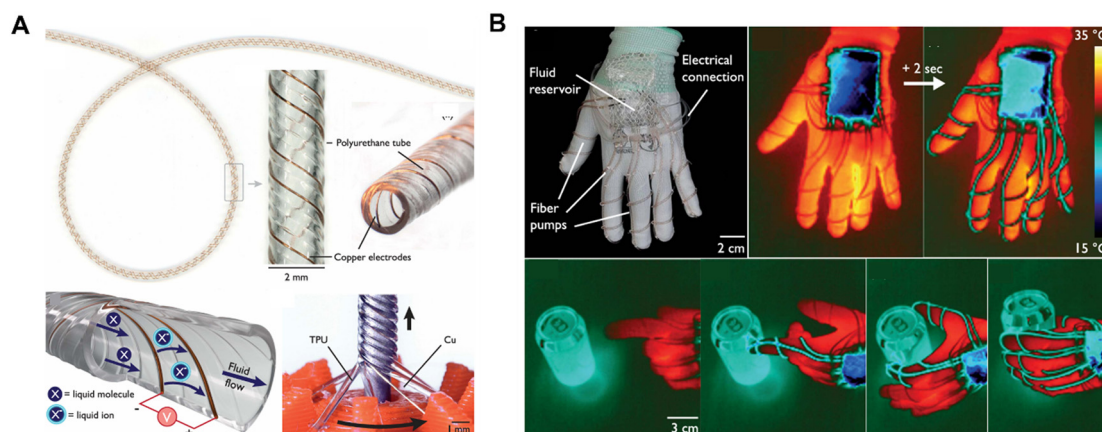 A
Polyurethane tube
Copper electrodes
2 mm
X
X
X⁻
X⁻
Fluid
flow
X = liquid molecule
X⁻ = liquid ion
-
V
+
TPU
Cu
1 mm
B
Fluid
reservoir
Electrical
connection
Fiber
pumps
2 cm
+ 2 sec
35 °C
15 °C
3 cm